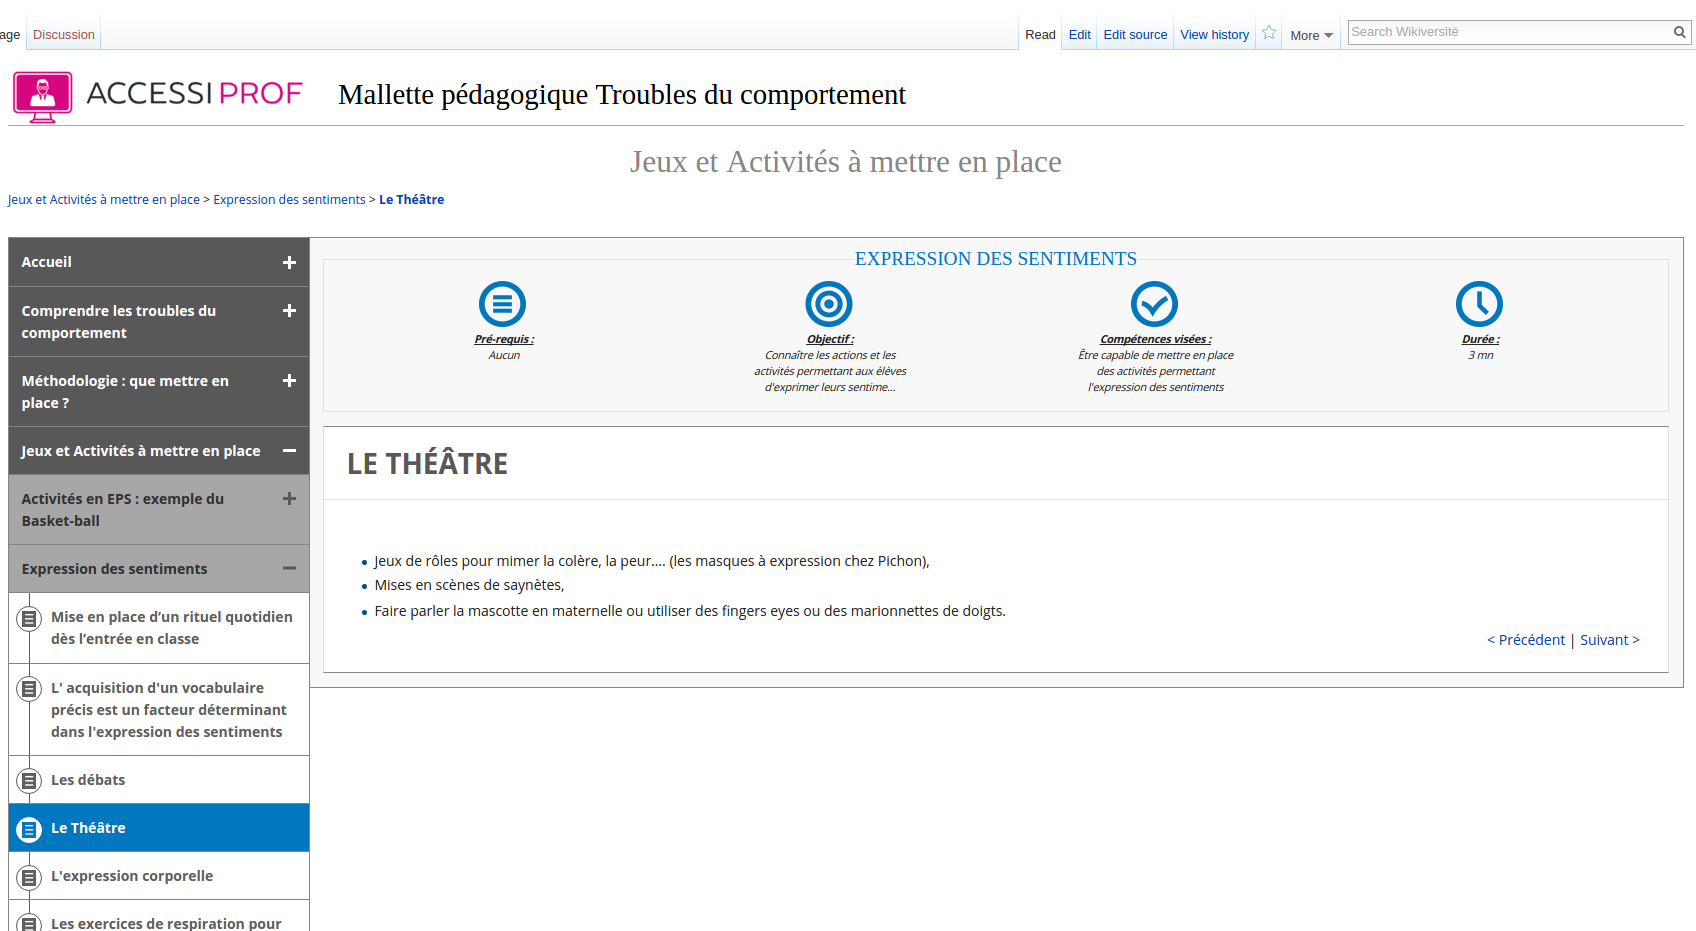 age
Discussion
Read
Edit
Edit source
View history
More
Search Wikiversité
ACCESSIPROF
Mallette pédagogique Troubles du comportement
Jeux et Activités à mettre en place
Jeux et Activités à mettre en place > Expression des sentiments > Le Théâtre
Accueil
Comprendre les troubles du
comportement
Méthodologie : que mettre en
place ?
Jeux et Activités à mettre en place
Activités en EPS : exemple du
Basket-ball
Expression des sentiments
Mise en place d’un rituel quotidien
dès l’entrée en classe
L' acquisition d'un vocabulaire
précis est un facteur déterminant
dans l'expression des sentiments
Les débats
Le Théâtre
L'expression corporelle
Les exercices de respiration pour
EXPRESSION DES SENTIMENTS
Pré-requis :
Aucun
Objectif :
Connaître les actions et les
activités permettant aux élèves
d'exprimer leurs sentime...
Compétences visées :
Être capable de mettre en place
des activités permettant
l'expression des sentiments
Durée :
3 mn
LE THÉÂTRE
Jeux de rôles pour mimer la colère, la peur.... (les masques à expression chez Pichon),
Mises en scènes de saynètes,
Faire parler la mascotte en maternelle ou utiliser des fingers eyes ou des marionnettes de doigts.
< Précédent | Suivant >